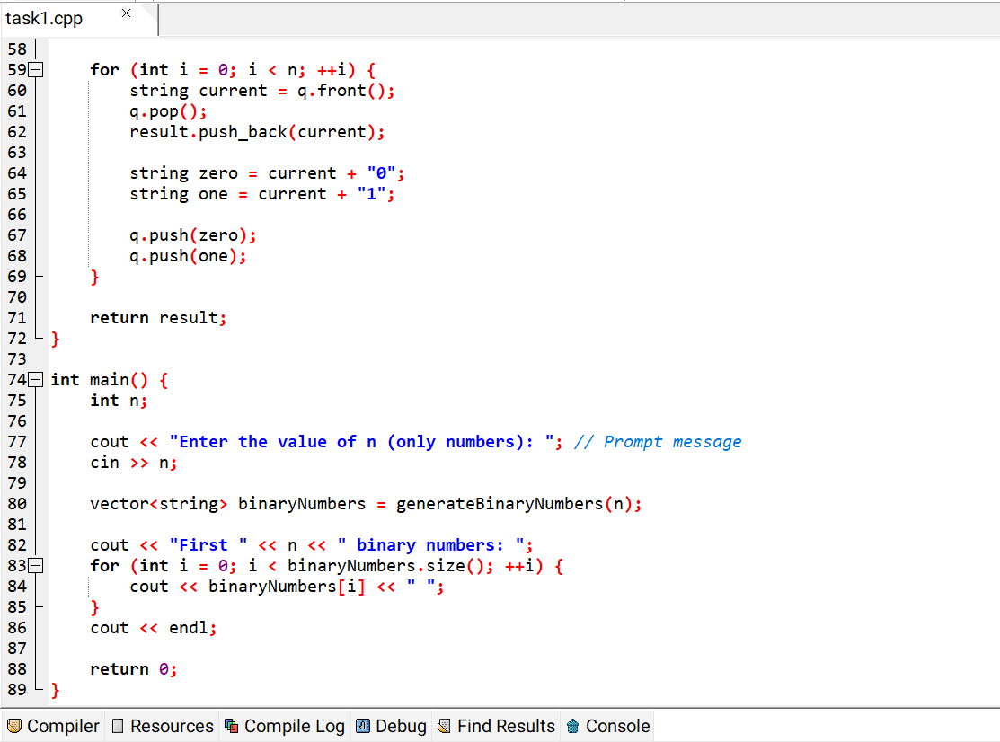 task1.cpp ×
58
59 for (int i = 0; i < n; ++i) {
60 string current = q.front();
61 q.pop();
62 result.push_back(current);
63
64 string zero = current + "0";
65 string one = current + "1";
66
67 q.push(zero);
68 q.push(one);
69 }
70
71 return result;
72 }
73
74 int main() {
75 int n;
76
77 cout << "Enter the value of n (only numbers): "; // Prompt message
78 cin >> n;
79
80 vector<string> binaryNumbers = generateBinaryNumbers(n);
81
82 cout << "First " << n << " binary numbers: ";
83 for (int i = 0; i < binaryNumbers.size(); ++i) {
84 cout << binaryNumbers[i] << " ";
85 }
86 cout << endl;
87
88 return 0;
89 }
Compiler Resources Compile Log Debug Find Results Console